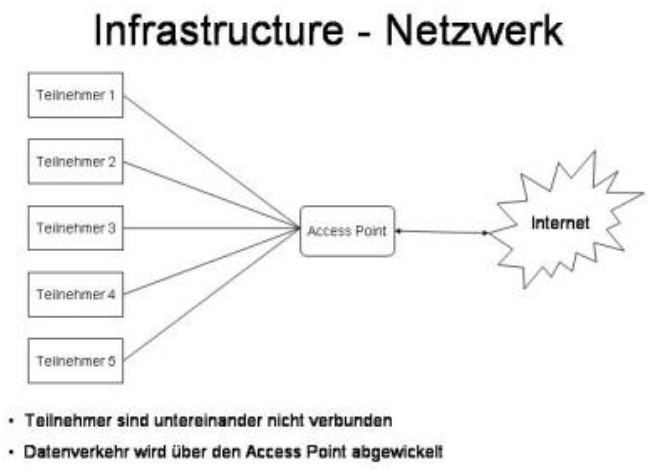 Infrastructure - Netzwerk
Teilnehmer 1
Teilnehmer 2
Teilnehmer 3
Access Point
Internet
Teilnehmer 4
Teilnehmer 5
• Teilnehmer sind untereinander nicht verbunden
• Datenverkehr wird über den Access Point abgewickelt